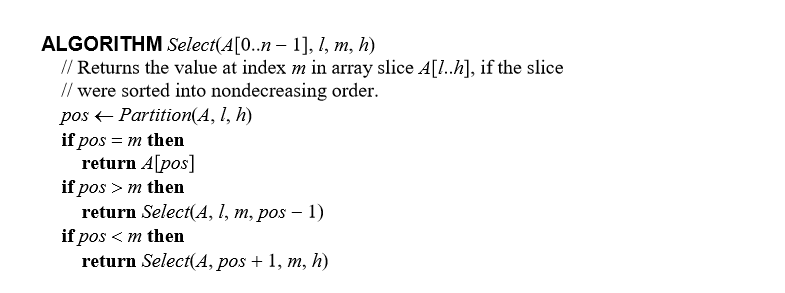 ALGORITHM Select(A[0..n – 1], l, m, h)
// Returns the value at index m in array slice A[l..h], if the slice
// were sorted into nondecreasing order.
pos ← Partition(A, l, h)
if pos = m then
return A[pos]
if pos > m then
return Select(A, l, m, pos – 1)
if pos < m then
return Select(A, pos + 1, m, h)